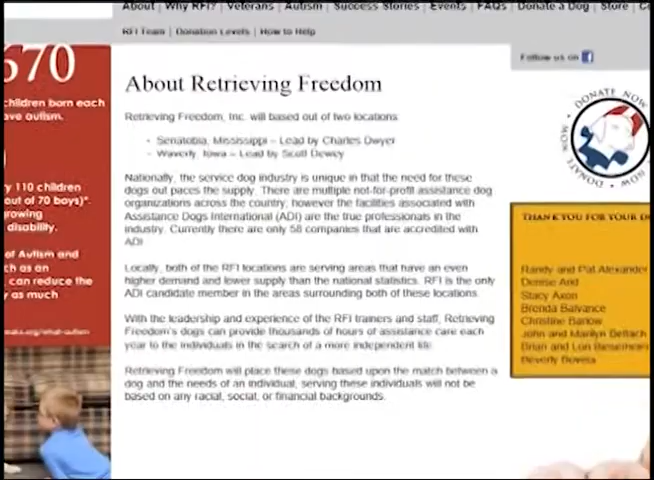 About | Why RFI? | Veterans | Autism | Success Stories | Events | FAQs | Donate a Dog | Store
RFI Team | Donation Levels | How to Help
670
children born each
ave autism.
y 110 children
out of 70 boys)*.
growing
disability.
of Autism and
ch as an
can reduce the
y as much
aks.org/what-autism
About Retrieving Freedom
Retrieving Freedom, Inc. will based out of two locations
- Senatobia, Mississippi – Lead by Charles Dwyer
- Waverly, Iowa – Lead by Scott Dewey
Nationally, the service dog industry is unique in that the need for these
dogs out paces the supply. There are multiple not-for-profit assistance dog
organizations across the country; however the facilities associated with
Assistance Dogs International (ADI) are the true professionals in the
industry. Currently there are only 58 companies that are accredited with
ADI
Locally, both of the RFI locations are serving areas that have an even
higher demand and lower supply than the national statistics. RFI is the only
ADI candidate member in the areas surrounding both of these locations.
With the leadership and experience of the RFI trainers and staff, Retrieving
Freedom's dogs can provide thousands of hours of assistance care each
year to the individuals in the search of a more independent life.
Retrieving Freedom will place these dogs based upon the match between a
dog and the needs of an individual, serving these individuals will not be
based on any racial, social, or financial backgrounds.
Follow us on f
DONATE NOW
DONATE NOW
THANK YOU FOR YOUR D
Randy and Pat Alexander
Denise Arid
Stacy Axon
Brenda Balvance
Christine Barlow
John and Marilyn
Brian and Lori